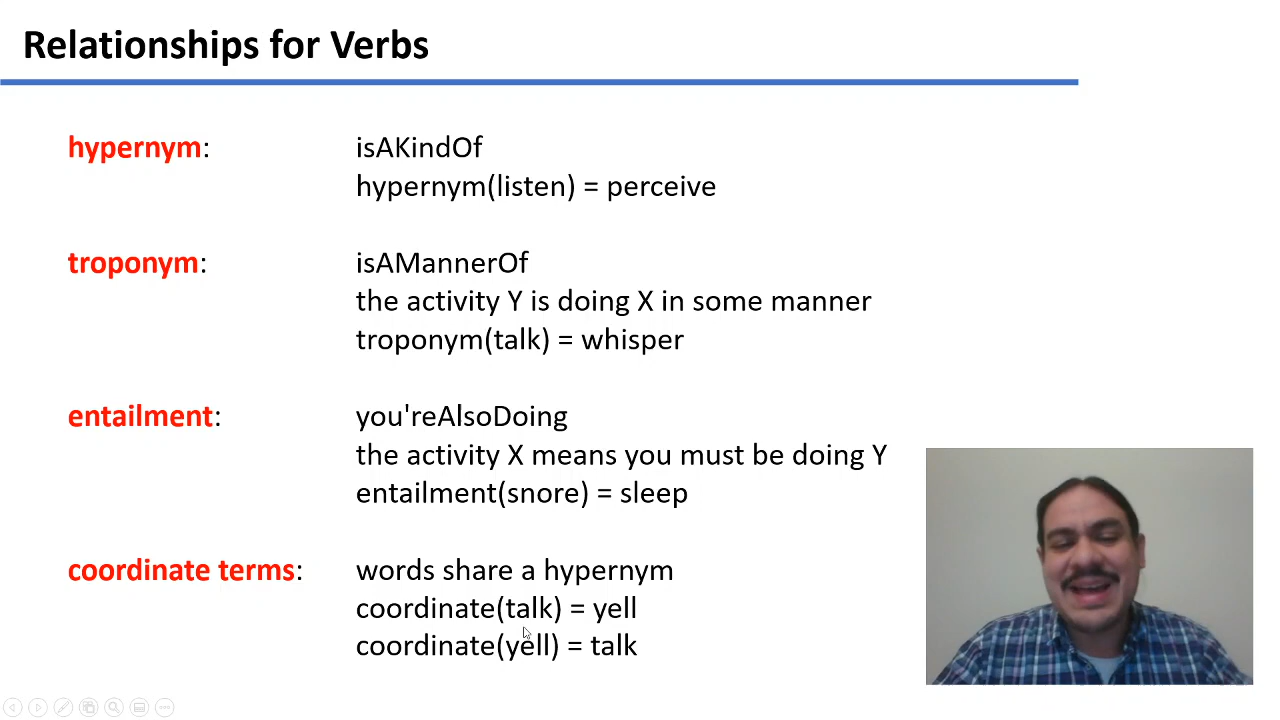 Relationships for Verbs
hypernym: isAKindOf
hypernym(listen) = perceive
troponym: isAMannerOf
the activity Y is doing X in some manner
troponym(talk) = whisper
entailment: you'reAlsoDoing
the activity X means you must be doing Y
entailment(snore) = sleep
coordinate terms: words share a hypernym
coordinate(talk) = yell
coordinate(yell) = talk